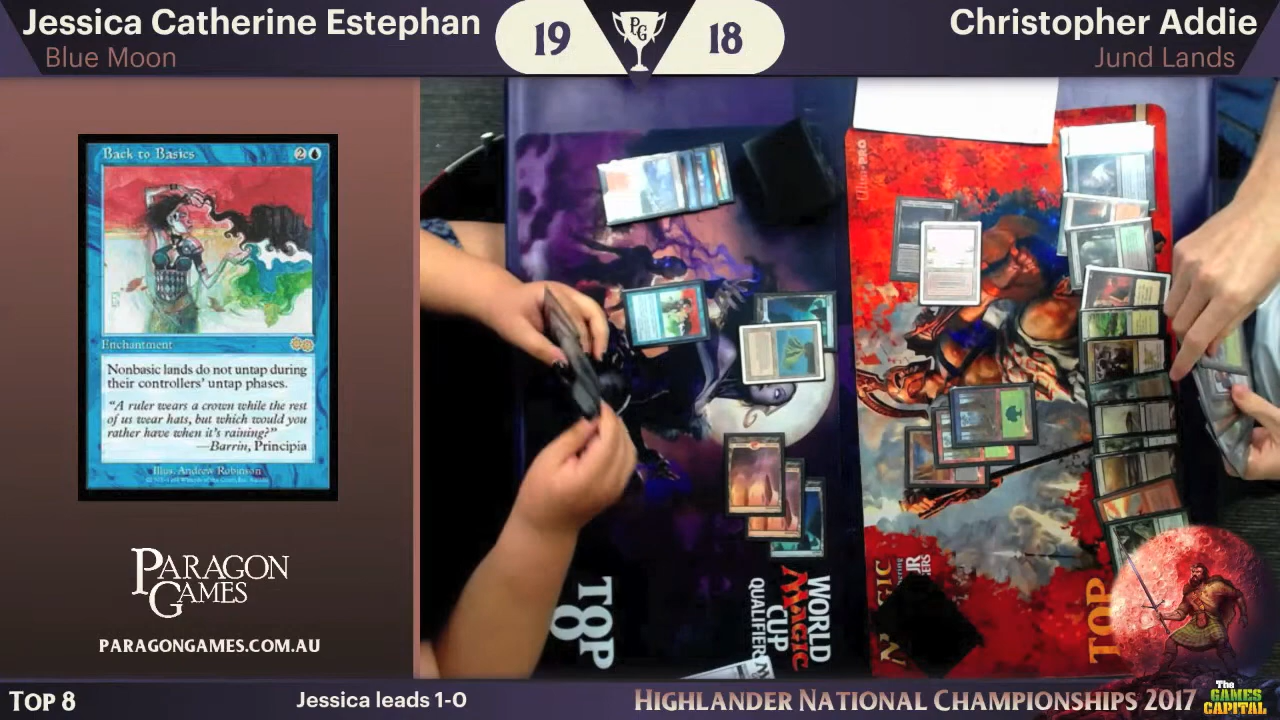 Jessica Catherine Estephan
Blue Moon
19
PG
18
Christopher Addie
Jund Lands
Back to Basics
2
Enchantment
Nonbasic lands do not untap during
their controllers' untap phases.
"A ruler wears a crown while the rest
of us wear hats, but which would you
rather have when it's raining?"
—Barrin, Principia
Illus. Andrew Robinson
PARAGON
GAMES
PARAGONGAMES.COM.AU
TOP
8
WORLD
MAGIC
CUP
QUALIFIER
ULTRA PRO
TOP
TOP 8
Jessica leads 1-0
HIGHLANDER NATIONAL CHAMPIONSHIPS 2017
The
GAMES
CAPITAL